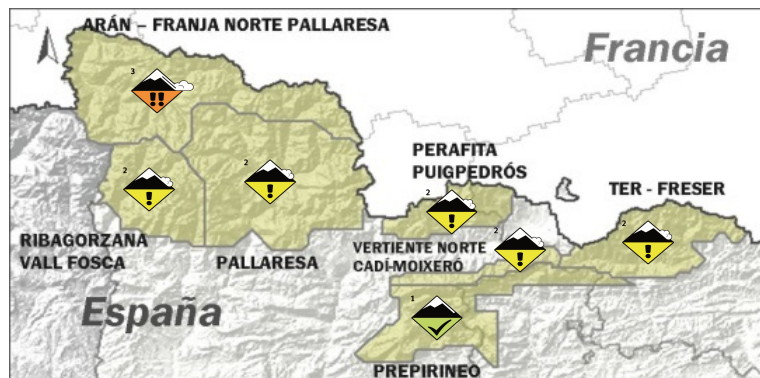 ARÁN – FRANJA NORTE PALLARESA
Francia
3
!!
2
!
2
!
PERAFITA
PUIGPEDRÓS
2
!
TER - FRESER
2
!
RIBAGORZANA
VALL FOSCA
PALLARESA
VERTIENTE NORTE
CADÍ-MOIXERÓ
2
!
España
1
PREPIRINEO